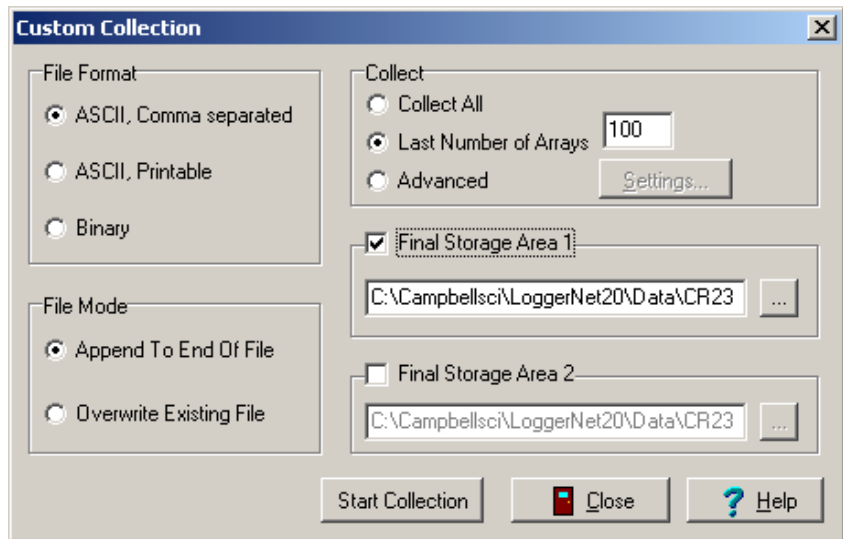 Custom Collection
File Format
ASCII, Comma separated
ASCII, Printable
Binary
File Mode
Append To End Of File
Overwrite Existing File
Collect
Collect All
Last Number of Arrays
100
Advanced
Settings...
Final Storage Area 1
C:\Campbellsci\LoggerNet20\Data\CR23
...
Final Storage Area 2
C:\Campbellsci\LoggerNet20\Data\CR23
...
Start Collection
Close
Help